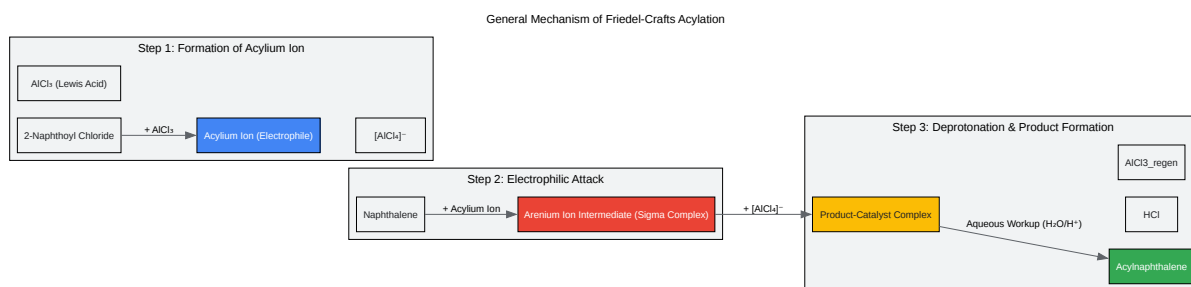 General Mechanism of Friedel-Crafts Acylation
Step 1: Formation of Acylium Ion
AlCl₃ (Lewis Acid)
2-Naphthoyl Chloride
+ AlCl₃
Acylium Ion (Electrophile)
[AlCl₄]⁻
Step 2: Electrophilic Attack
Naphthalene
+ Acylium Ion
Arenium Ion Intermediate (Sigma Complex)
+ [AlCl₄]⁻
Step 3: Deprotonation & Product Formation
AlCl3_regen
Product-Catalyst Complex
HCl
Aqueous Workup (H₂O/H⁺)
Acylnaphthalene